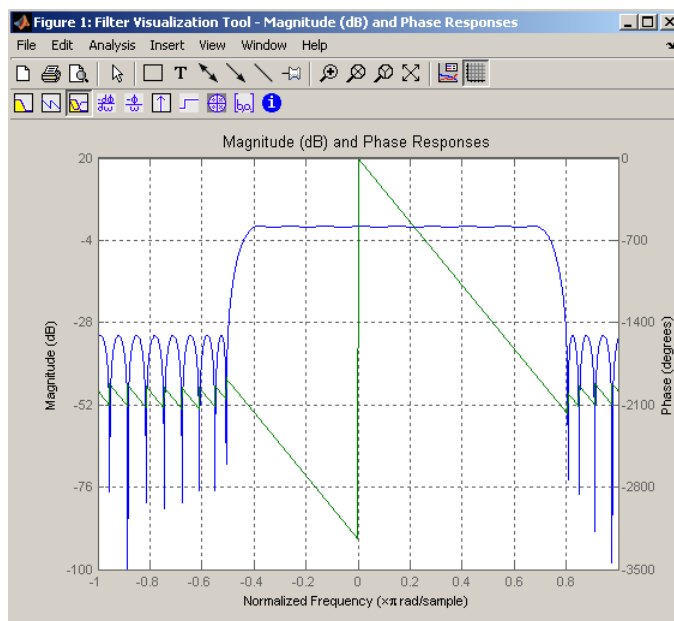 Figure 1: Filter Visualization Tool - Magnitude (dB) and Phase Responses
File Edit Analysis Insert View Window Help
T
[b,a]
i
Magnitude (dB) and Phase Responses
20
-4
-28
-52
-76
-100
Magnitude (dB)
0
-700
-1400
-2100
-2800
-3500
Phase (degrees)
-1 -0.8 -0.6 -0.4 -0.2 0 0.2 0.4 0.6 0.8
Normalized Frequency (×π rad/sample)